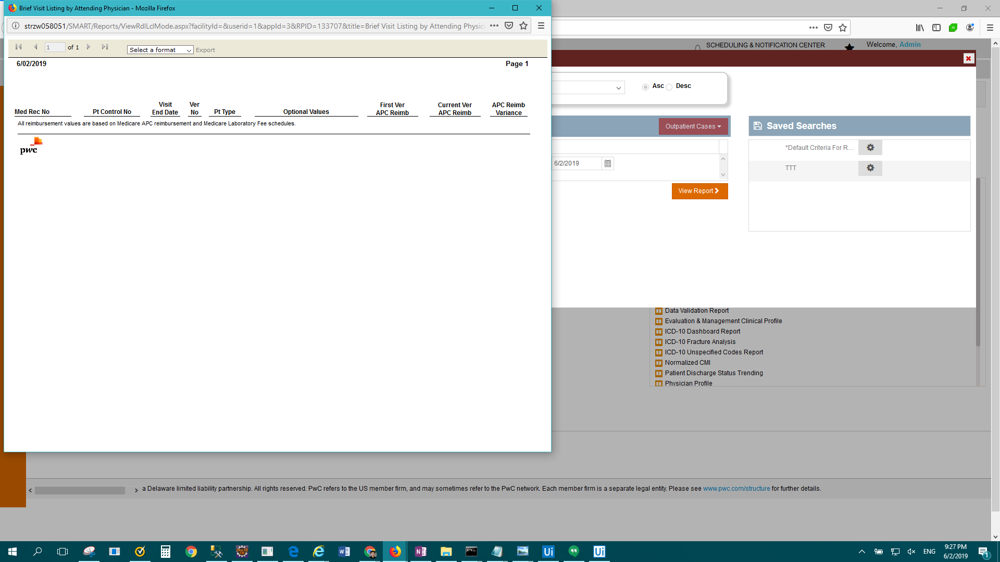 Brief Visit Listing by Attending Physician - Mozilla Firefox
strzw058051/SMART/Reports/ViewRdlLclMode.aspx?facilityId=&userid=1&appId=3&RPID=133707&title=Brief Visit Listing by Attending Physici
1 of 1 Select a format Export
6/02/2019 Page 1
Med Rec No Pt Control No Visit End Date Ver No Pt Type Optional Values First Ver APC Reimb Current Ver APC Reimb APC Reimb Variance
All reimbursement values are based on Medicare APC reimbursement and Medicare Laboratory Fee schedules.
pwc
SCHEDULING & NOTIFICATION CENTER
Welcome, Admin
Asc Desc
Outpatient Cases
6/2/2019
View Report
Saved Searches
*Default Criteria For R...
TTT
Data Validation Report
Evaluation & Management Clinical Profile
ICD-10 Dashboard Report
ICD-10 Fracture Analysis
ICD-10 Unspecified Codes Report
Normalized CMI
Patient Discharge Status Trending
Physician Profile
a Delaware limited liability partnership. All rights reserved. PwC refers to the US member firm, and may sometimes refer to the PwC network. Each member firm is a separate legal entity. Please see www.pwc.com/structure for further details.
ENG
9:27 PM
6/2/2019
1